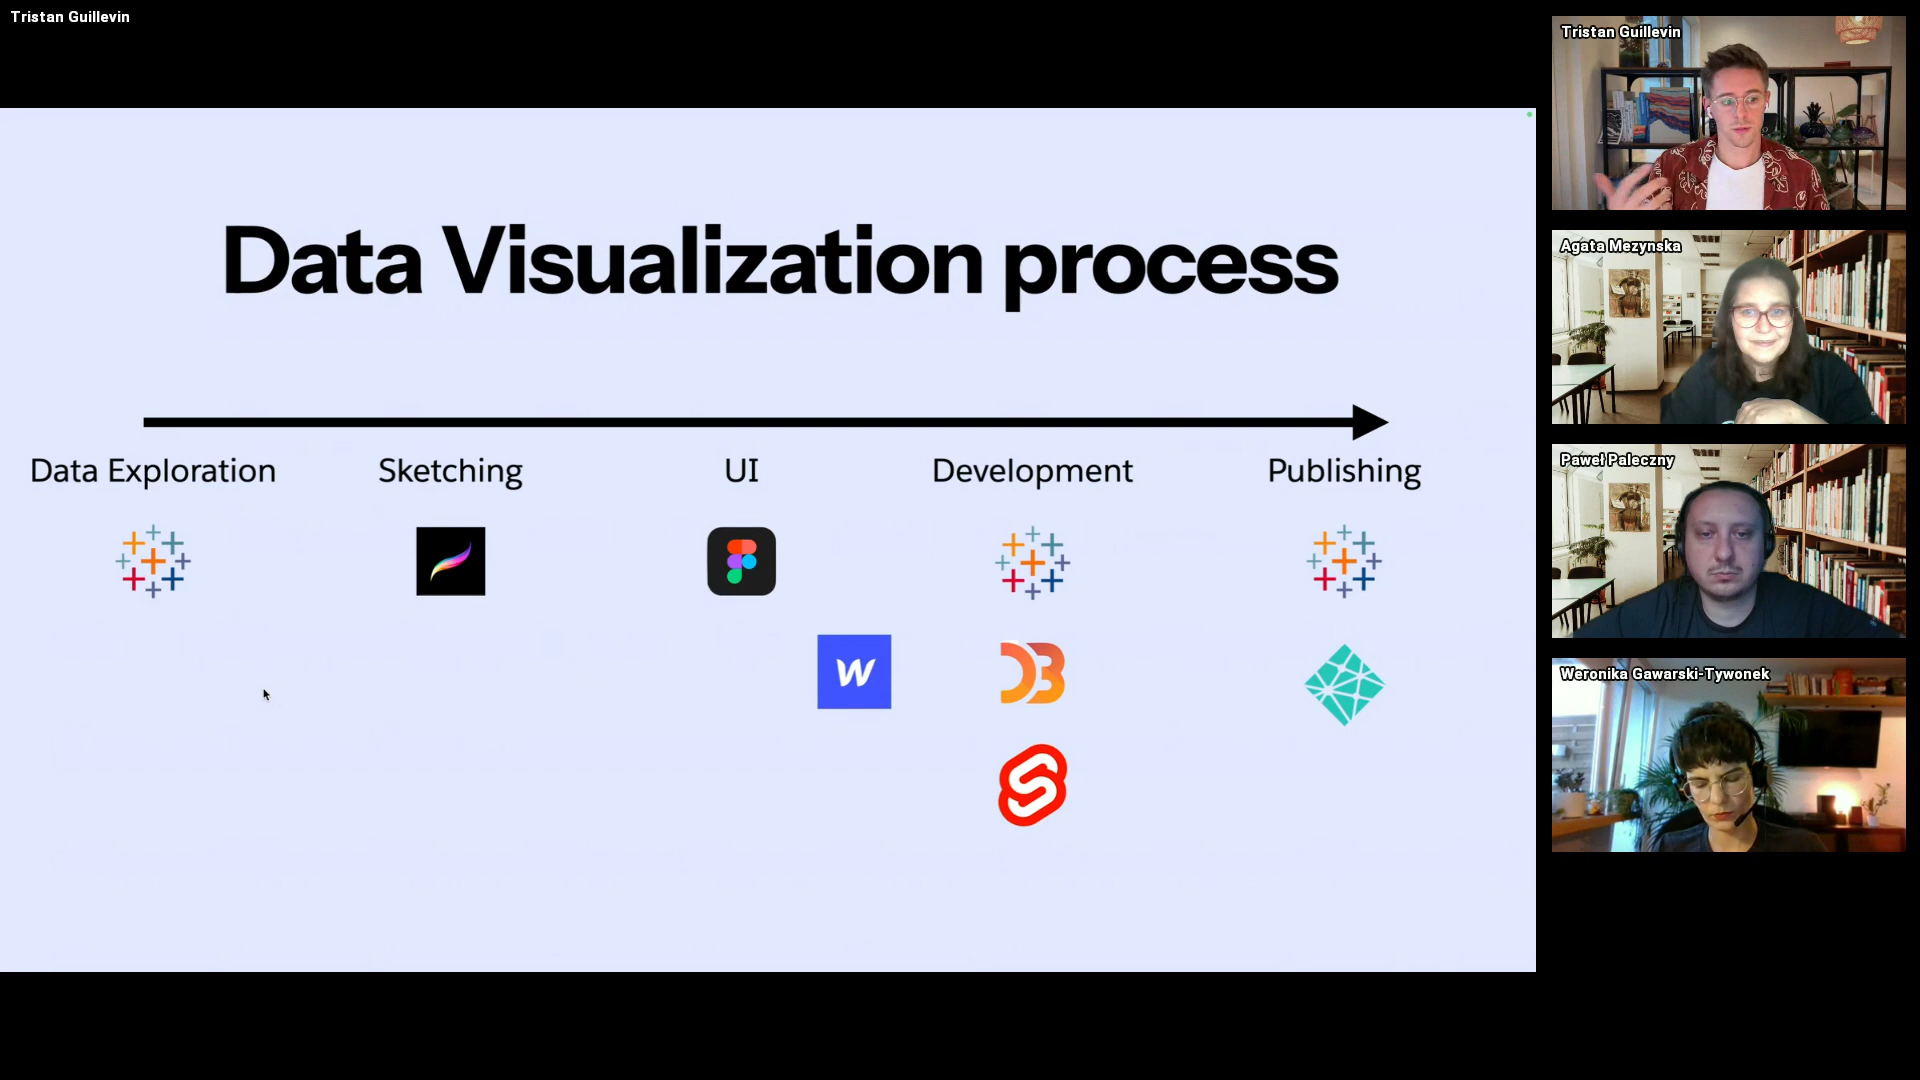 Tristan Guillevin
Data Visualization process
Data Exploration
Sketching
UI
Development
Publishing
Tristan Guillevin
Agata Mezynska
Paweł Paleczny
Weronika Gawarski-Tywonek